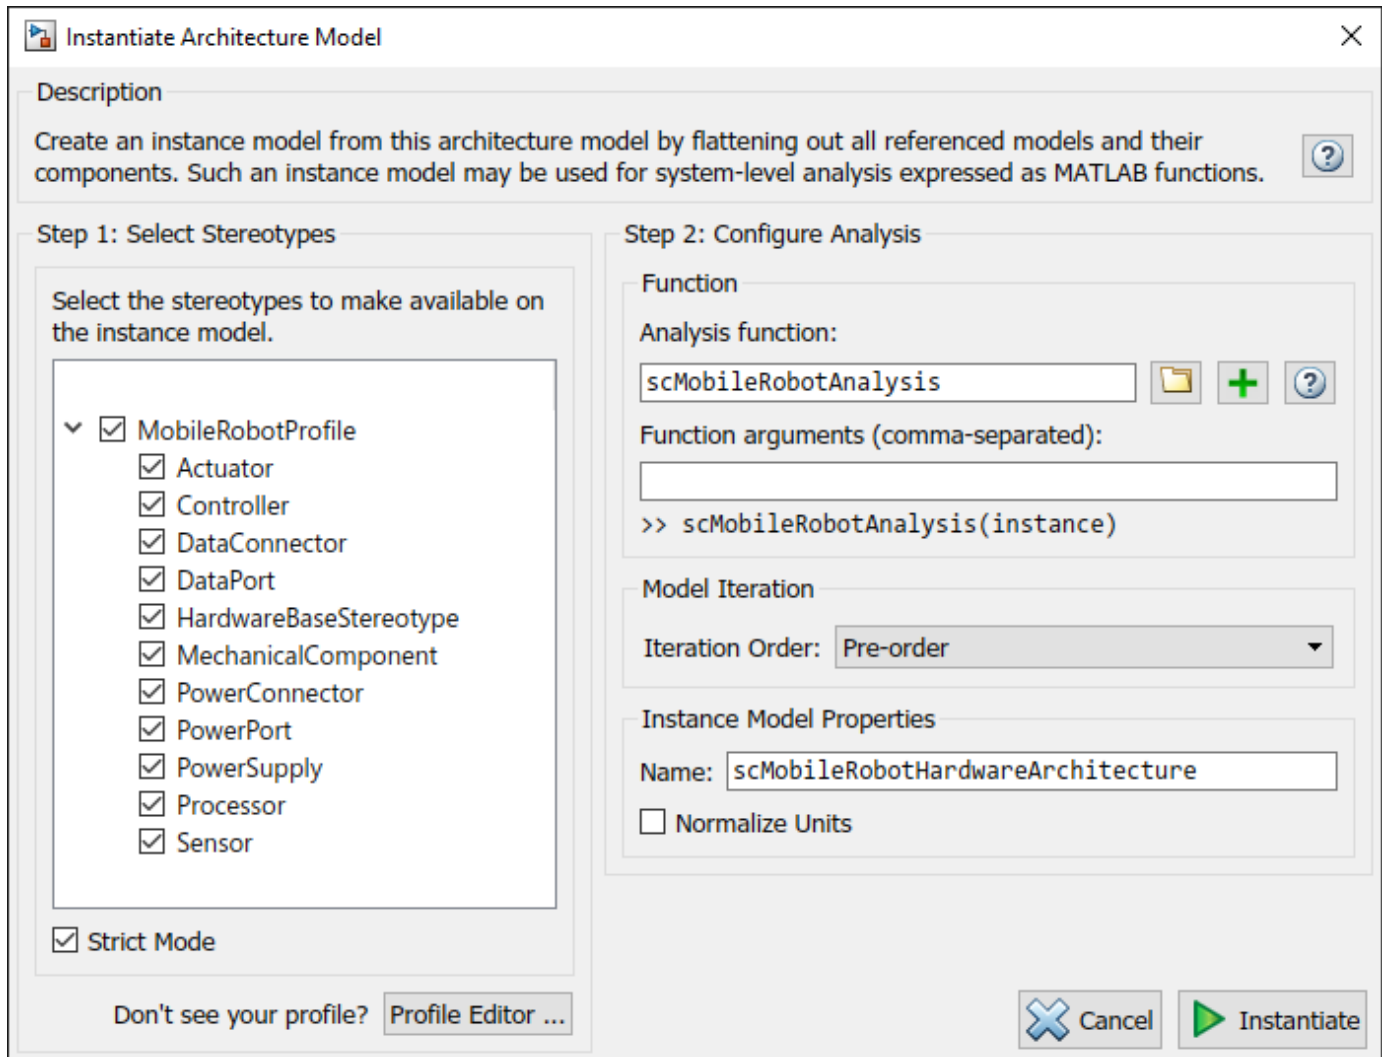 Instantiate Architecture Model
Description
Create an instance model from this architecture model by flattening out all referenced models and their
components. Such an instance model may be used for system-level analysis expressed as MATLAB functions.
Step 1: Select Stereotypes
Select the stereotypes to make available on
the instance model.
MobileRobotProfile
Actuator
Controller
DataConnector
DataPort
HardwareBaseStereotype
MechanicalComponent
PowerConnector
PowerPort
PowerSupply
Processor
Sensor
Strict Mode
Don't see your profile? Profile Editor ...
Step 2: Configure Analysis
Function
Analysis function:
scMobileRobotAnalysis
Function arguments (comma-separated):
>> scMobileRobotAnalysis(instance)
Model Iteration
Iteration Order: Pre-order
Instance Model Properties
Name: scMobileRobotHardwareArchitecture
Normalize Units
Cancel Instantiate